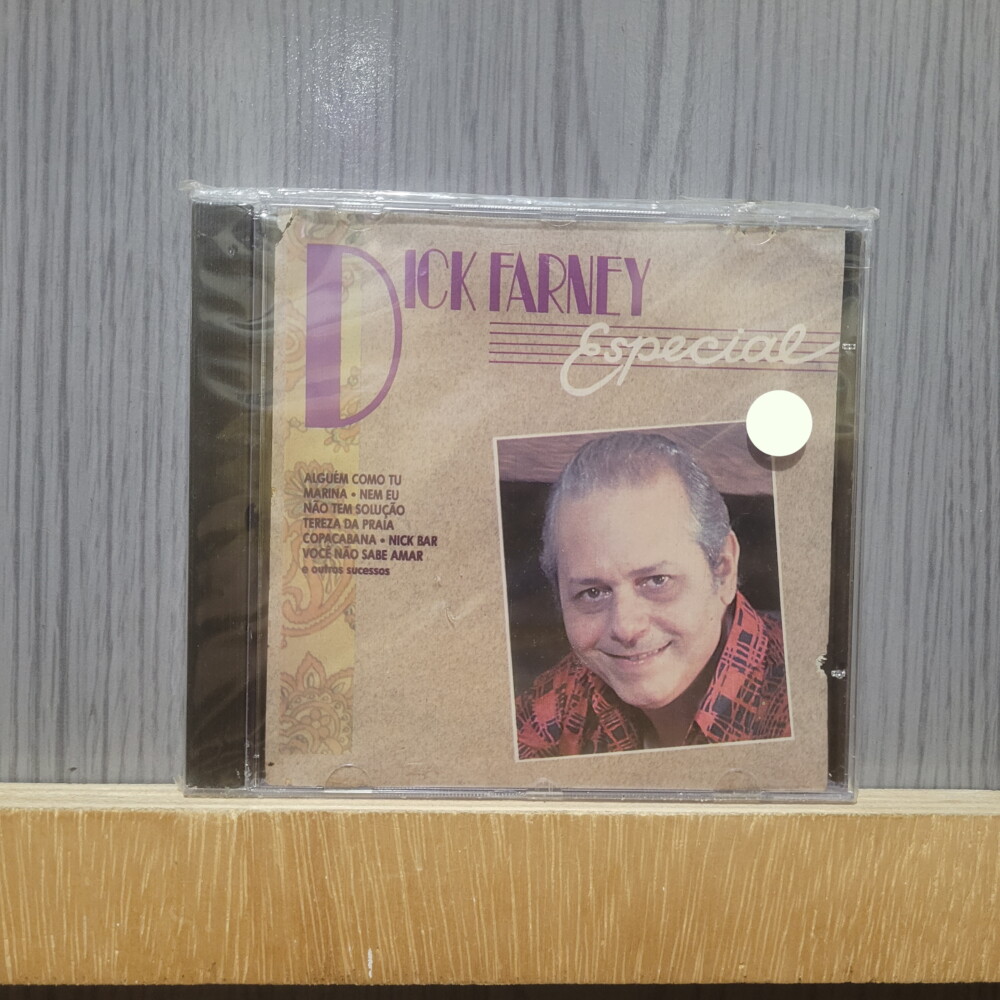 DICK FARNEY
Especial
ALGUÉM COMO TU
MARINA • NEM EU
NÃO TEM SOLUÇÃO
TEREZA DA PRAIA
COPACABANA • NICK BAR
VOCÊ NÃO SABE AMAR
e outros sucessos